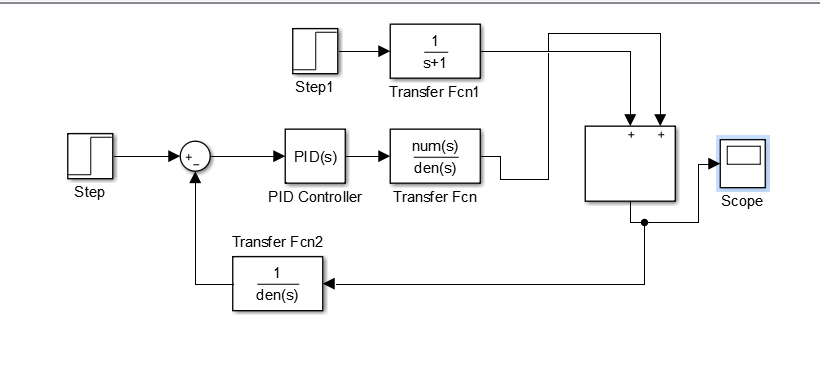 1
s+1
Step1
Transfer Fcn1
+
+
+
−
PID(s)
num(s)
den(s)
Step
PID Controller
Transfer Fcn
Scope
Transfer Fcn2
1
den(s)